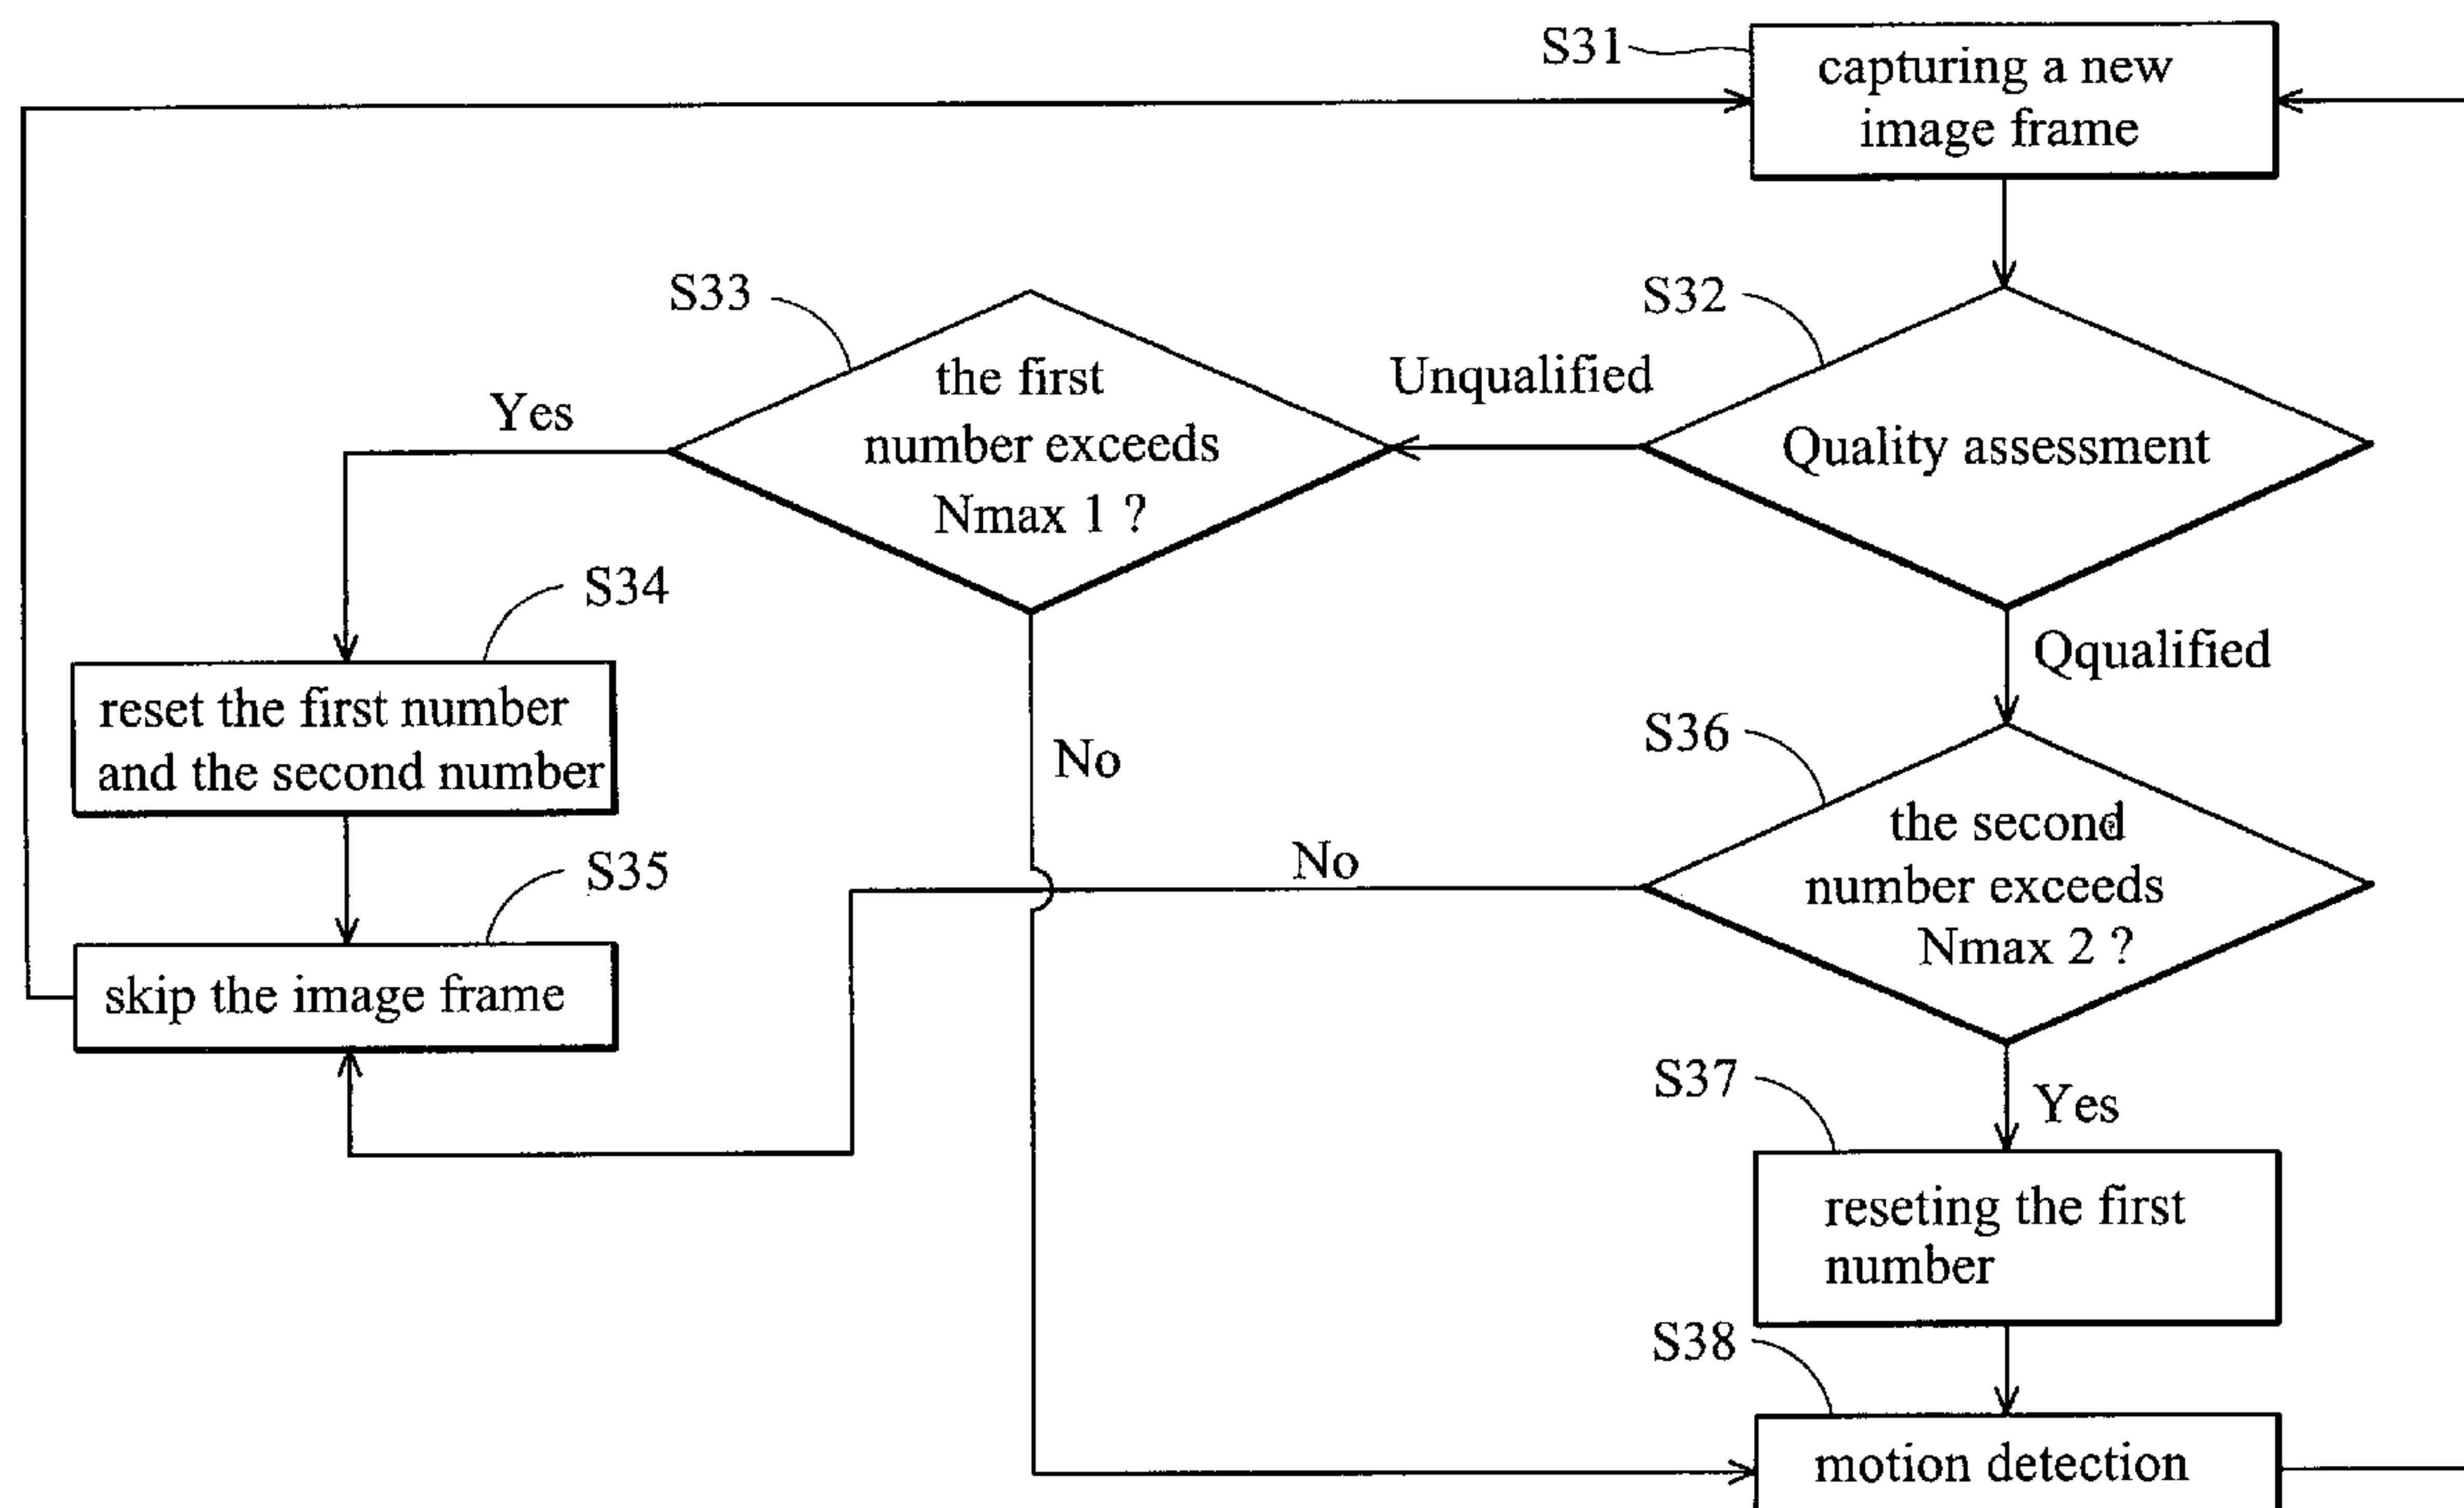 S31
capturing a new
image frame
S32
Quality assessment
Unqualified
S33
the first
number exceeds
Nmax 1 ?
Yes
No
S34
reset the first number
and the second number
S35
skip the image frame
Qqualified
S36
the second
number exceeds
Nmax 2 ?
No
Yes
S37
reseting the first
number
S38
motion detection